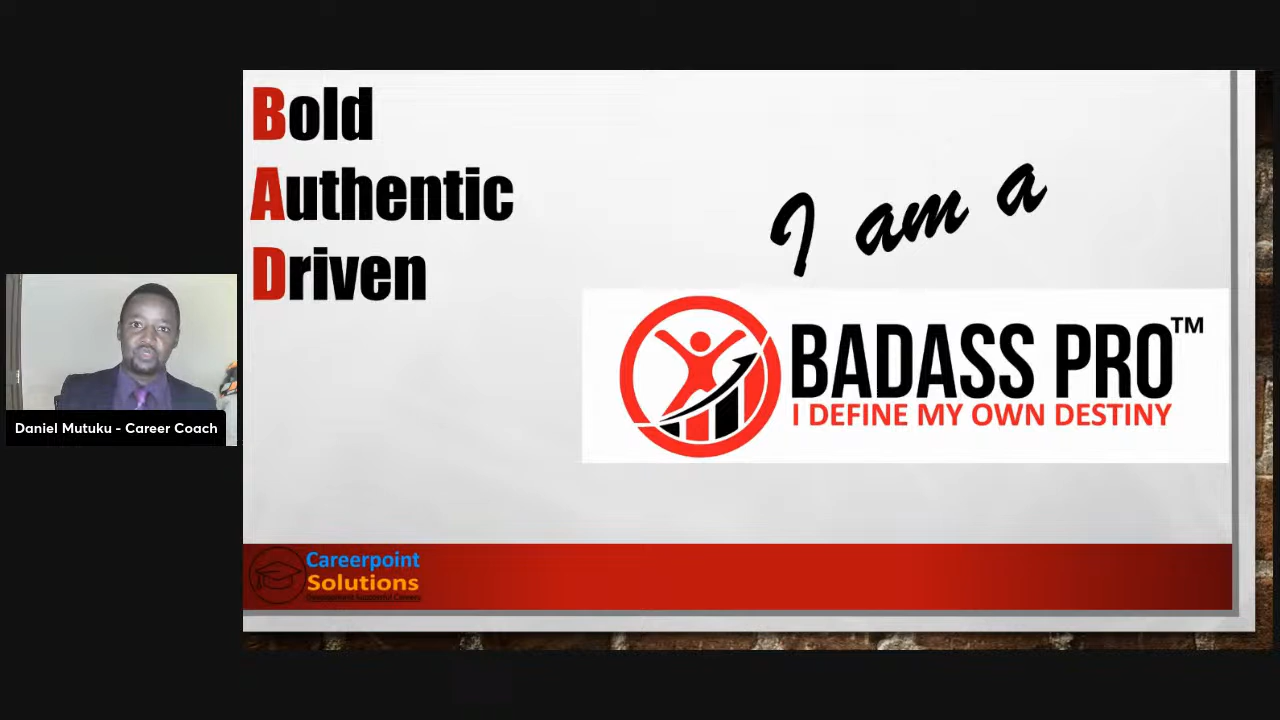 Bold
Authentic
Driven
I am a
BADASS PRO™
I DEFINE MY OWN DESTINY
Daniel Mutuku - Career Coach
Careerpoint
Solutions